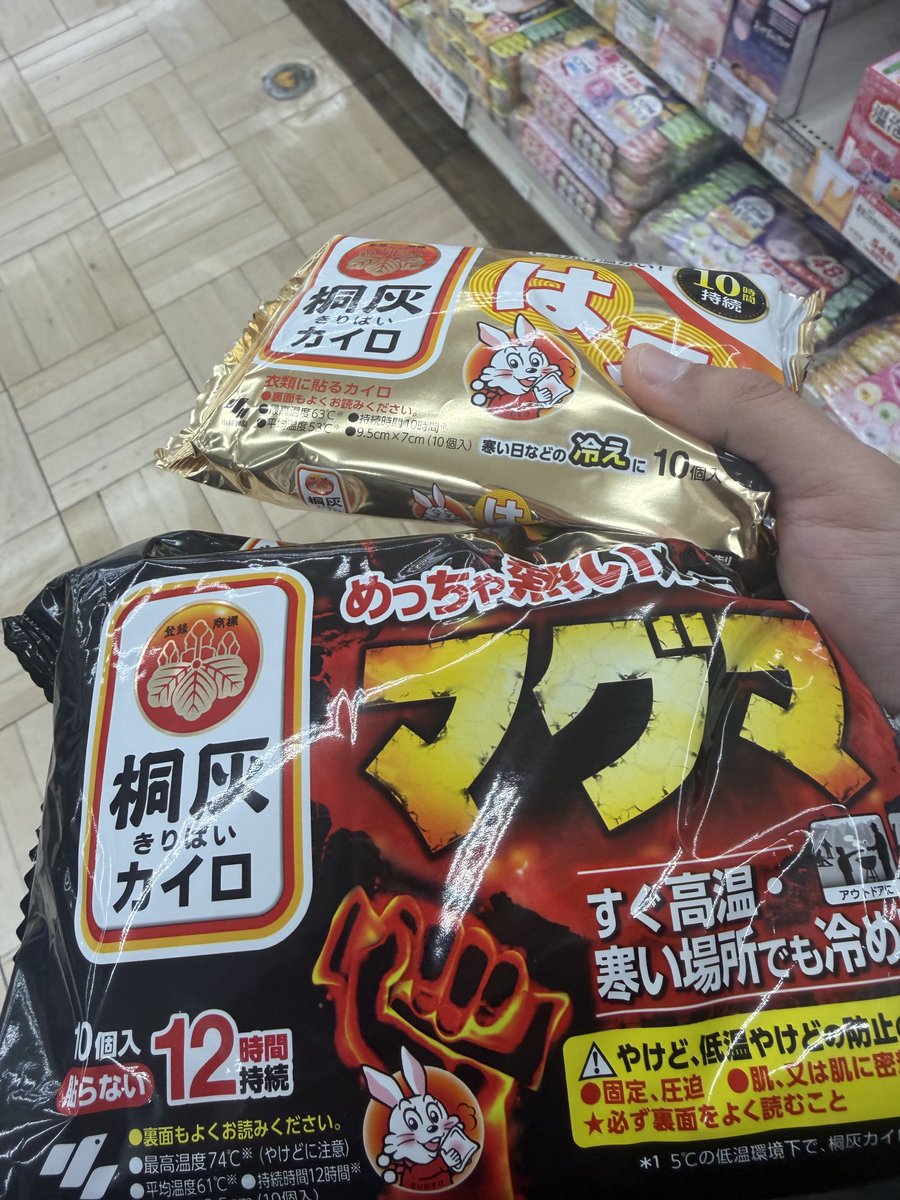 桐灰
きりばい
カイロ
は
10時間
持続
衣類に貼るカイロ
●裏面もよくお読みください。
●最高温度63℃※ ●持続時間10時間※
●平均温度53℃※ ●9.5cm×7cm(10個入)
寒い日などの冷えに
10個入
桐灰
は
登録 商標
桐灰
きりばい
カイロ
めっちゃ熱い
マグマ
すぐ高温・
寒い場所でも冷め
アウトドアに
10個入
貼らない
12時間
持続
●裏面もよくお読みください。
●最高温度74℃※(やけどに注意)
●平均温度61℃※ ●持続時間12時間※
(10個入)
やけど、低温やけどの防止
●固定、圧迫 ●肌、又は肌に密
★必ず裏面をよく読むこと
*1 5℃の低温環境下で、桐灰カイ
548
48